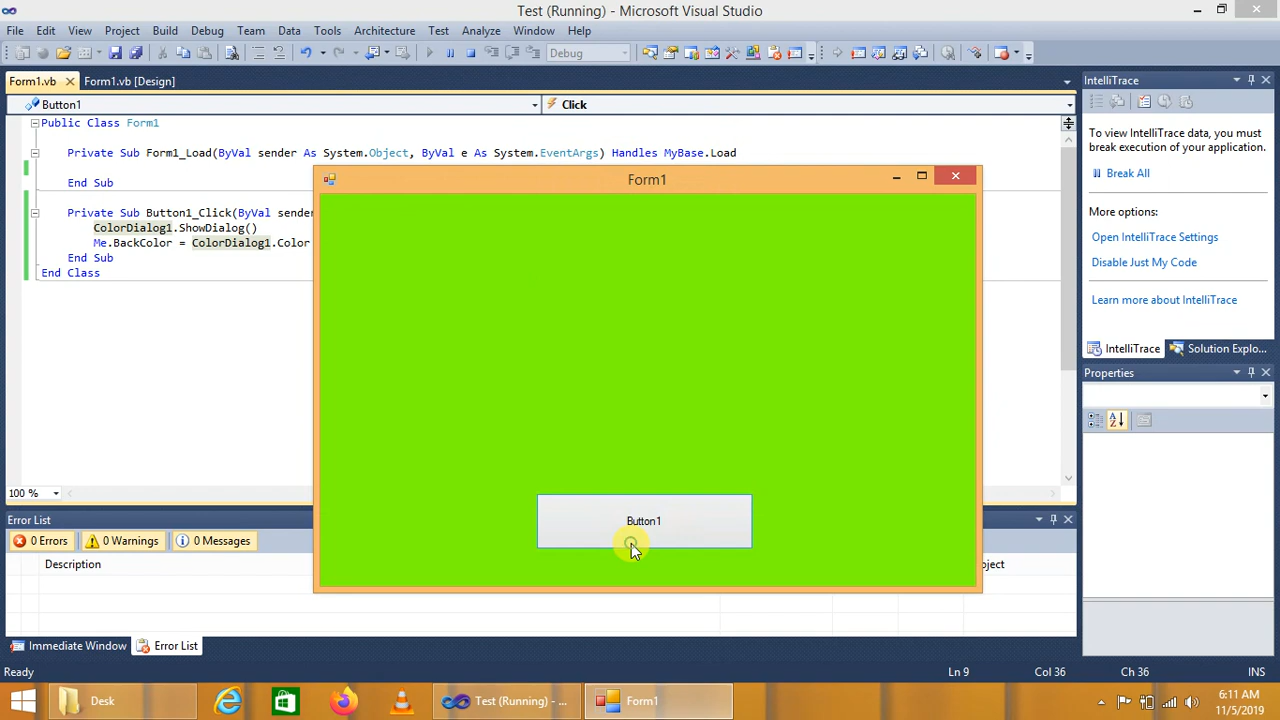 Test (Running) - Microsoft Visual Studio
File Edit View Project Build Debug Team Data Tools Architecture Test Analyze Window Help
Debug
Form1.vb Form1.vb [Design]
Button1 Click
Public Class Form1
Private Sub Form1_Load(ByVal sender As System.Object, ByVal e As System.EventArgs) Handles MyBase.Load
End Sub
Private Sub Button1_Click(ByVal sender
ColorDialog1.ShowDialog()
Me.BackColor = ColorDialog1.Color
End Sub
End Class
Form1
Button1
100 %
IntelliTrace
To view IntelliTrace data, you must
break execution of your application.
Break All
More options:
Open IntelliTrace Settings
Disable Just My Code
Learn more about IntelliTrace
IntelliTrace Solution Explo...
Properties
Error List
0 Errors 0 Warnings 0 Messages
Description oject
Immediate Window Error List
Ready Ln 9 Col 36 Ch 36 INS
Desk Test (Running) - ... Form1
6:11 AM
11/5/2019